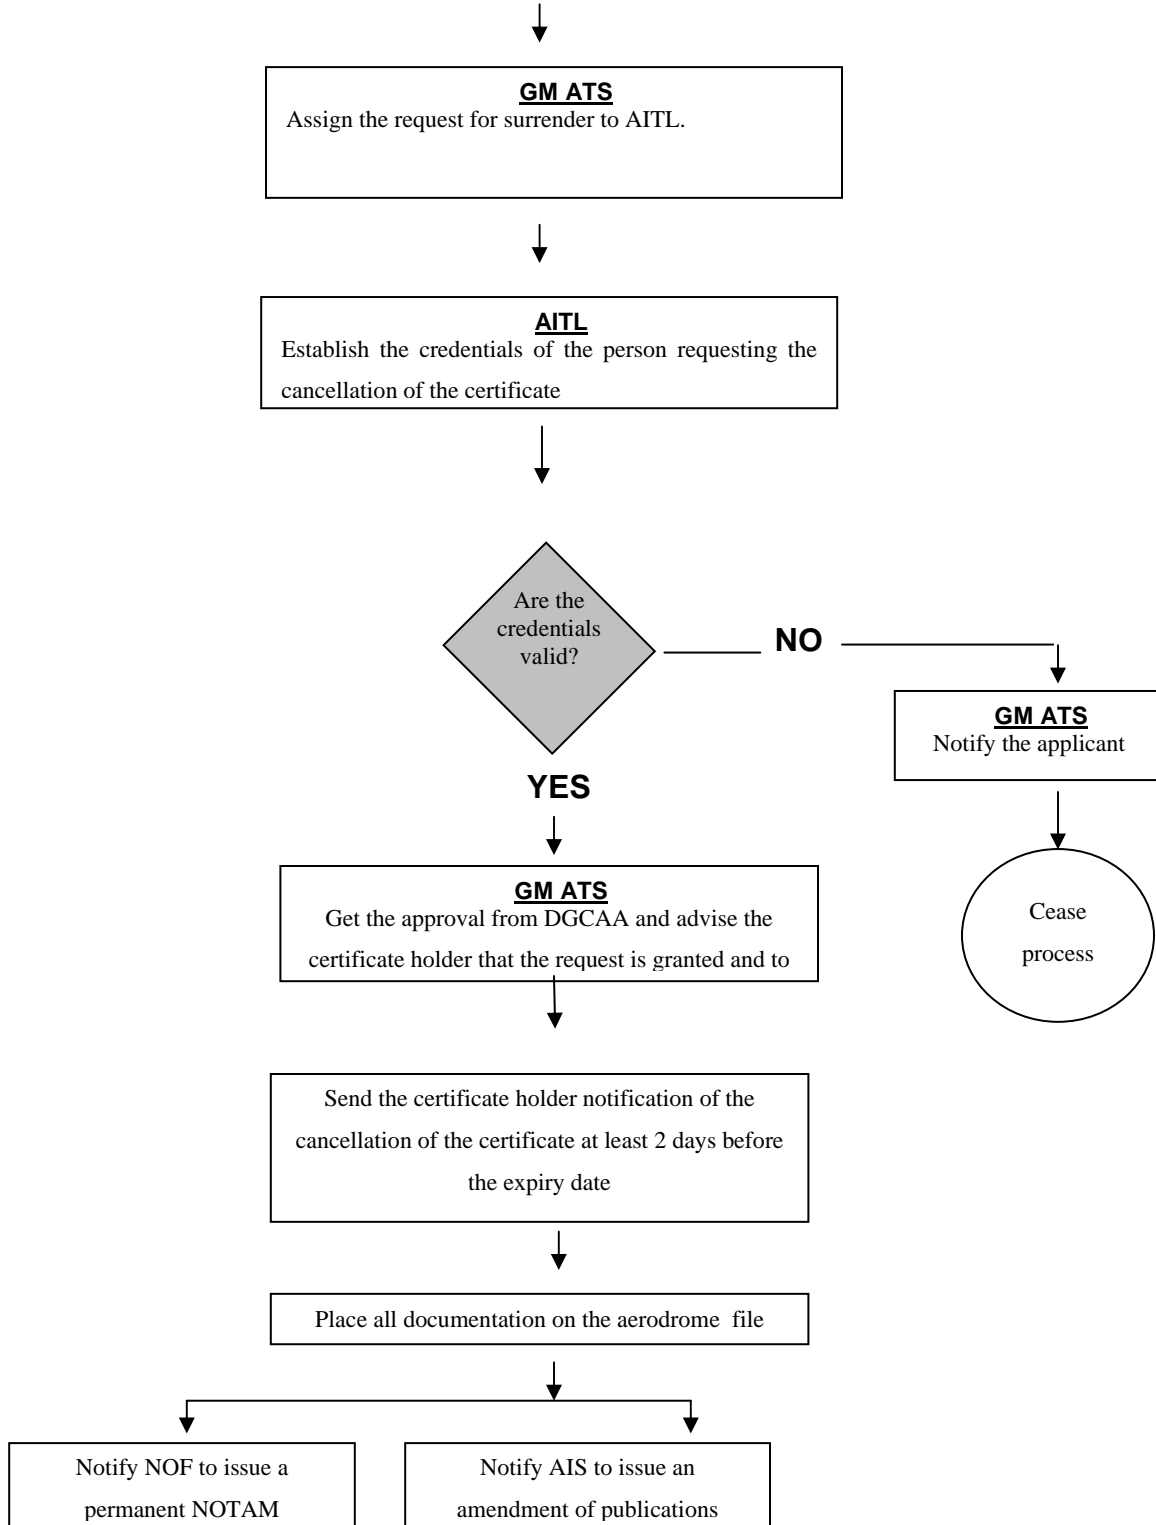 GM ATS
Assign the request for surrender to AITL.
AITL
Establish the credentials of the person requesting the
cancellation of the certificate
Are the
credentials
valid?
NO
GM ATS
Notify the applicant
YES
Cease
process
GM ATS
Get the approval from DGCAA and advise the
certificate holder that the request is granted and to
Send the certificate holder notification of the
cancellation of the certificate at least 2 days before
the expiry date
Place all documentation on the aerodrome file
Notify NOF to issue a
permanent NOTAM
Notify AIS to issue an
amendment of publications